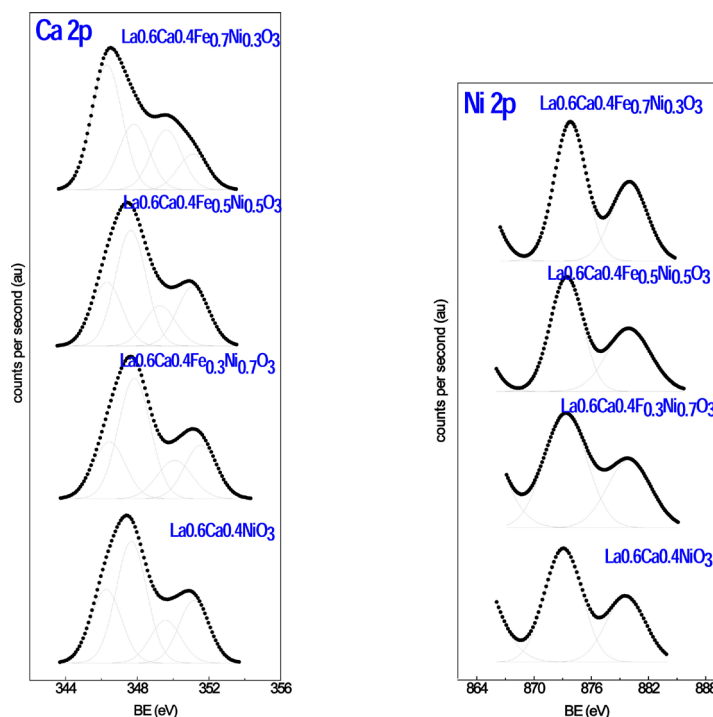 Ca 2p
La0.6Ca0.4Fe0.7Ni0.3O3
La0.6Ca0.4Fe0.5Ni0.5O3
La0.6Ca0.4Fe0.3Ni0.7O3
La0.6Ca0.4NiO3
counts per second (au)
344 348 352 356
BE (eV)
Ni 2p
La0.6Ca0.4Fe0.7Ni0.3O3
La0.6Ca0.4Fe0.5Ni0.5O3
La0.6Ca0.4F0.3Ni0.7O3
La0.6Ca0.4NiO3
counts per second (au)
864 870 876 882 888
BE (eV)